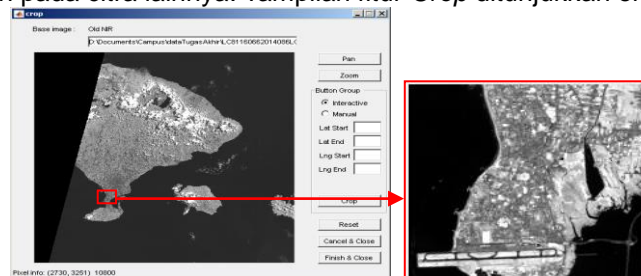 crop
Base image : Old NIR
D:\Documents\Campus\dataTugasAkhir\LC81160662014086L
Pan
Zoom
Button Group
Interactive
Manual
Lat Start
Lat End
Lng Start
Lng End
Crop
Reset
Cancel & Close
Finish & Close
Pixel info: (2730, 3251) 10800